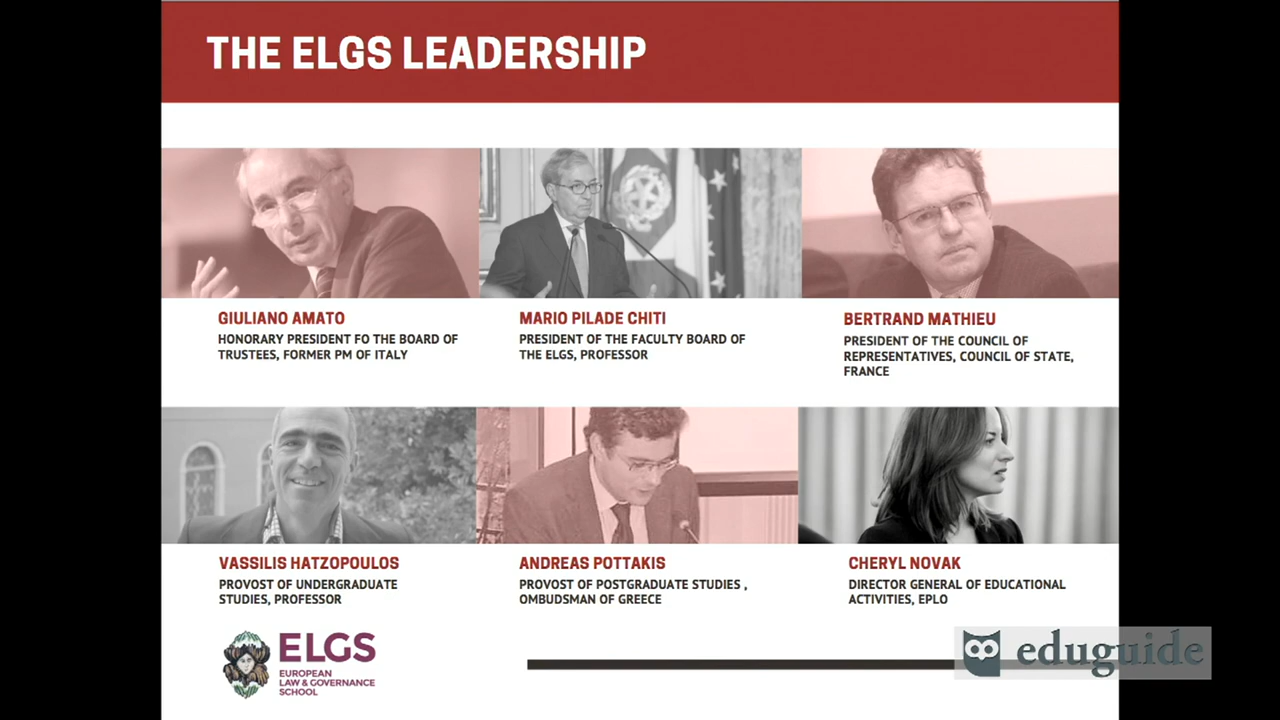 THE ELGS LEADERSHIP
GIULIANO AMATO
HONORARY PRESIDENT FO THE BOARD OF
TRUSTEES, FORMER PM OF ITALY
MARIO PILADE CHITI
PRESIDENT OF THE FACULTY BOARD OF
THE ELGS, PROFESSOR
BERTRAND MATHIEU
PRESIDENT OF THE COUNCIL OF
REPRESENTATIVES, COUNCIL OF STATE,
FRANCE
VASSILIS HATZOPOULOS
PROVOST OF UNDERGRADUATE
STUDIES, PROFESSOR
ANDREAS POTTAKIS
PROVOST OF POSTGRADUATE STUDIES ,
OMBUDSMAN OF GREECE
CHERYL NOVAK
DIRECTOR GENERAL OF EDUCATIONAL
ACTIVITIES, EPLO
ELGS
EUROPEAN
LAW & GOVERNANCE
SCHOOL
eduguide